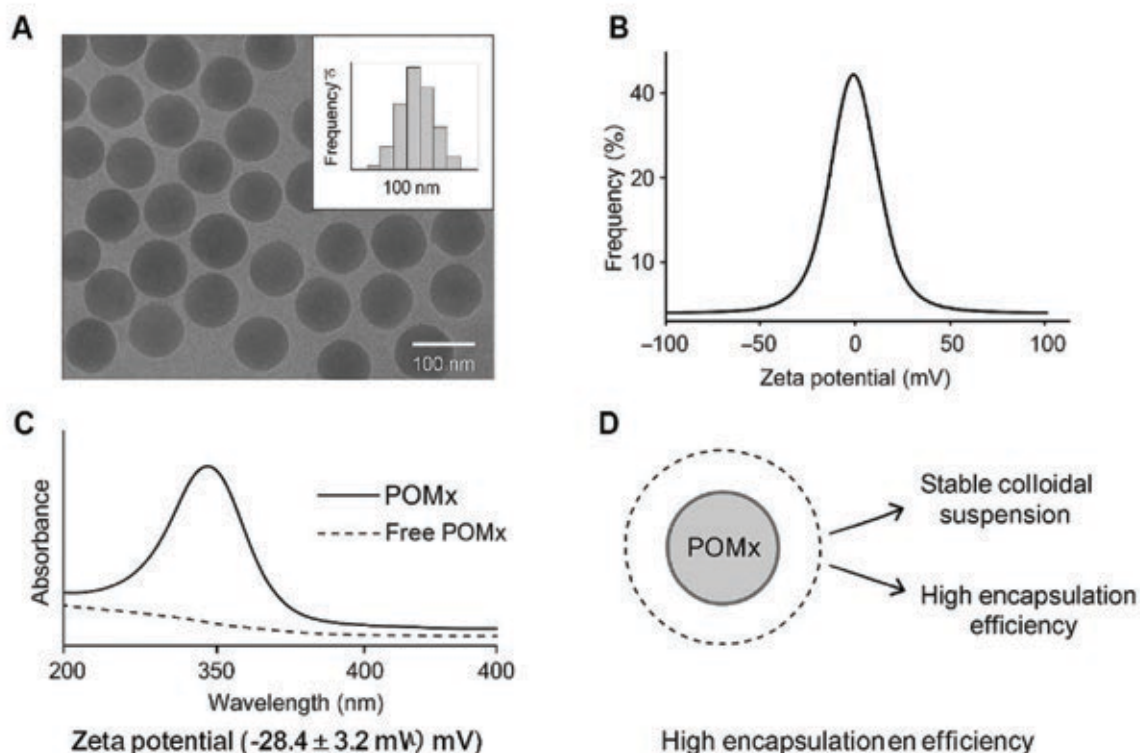 A
Frequency
100 nm
100 nm
B
Frequency (%)
40
20
10
–100
–50
0
50
100
Zeta potential (mV)
C
Absorbance
POMx
Free POMx
200
350
400
400
Wavelength (nm)
Zeta potential (-28.4 ± 3.2 mV) mV)
D
POMx
Stable colloidal
suspension
High encapsulation
efficiency
High encapsulation en efficiency